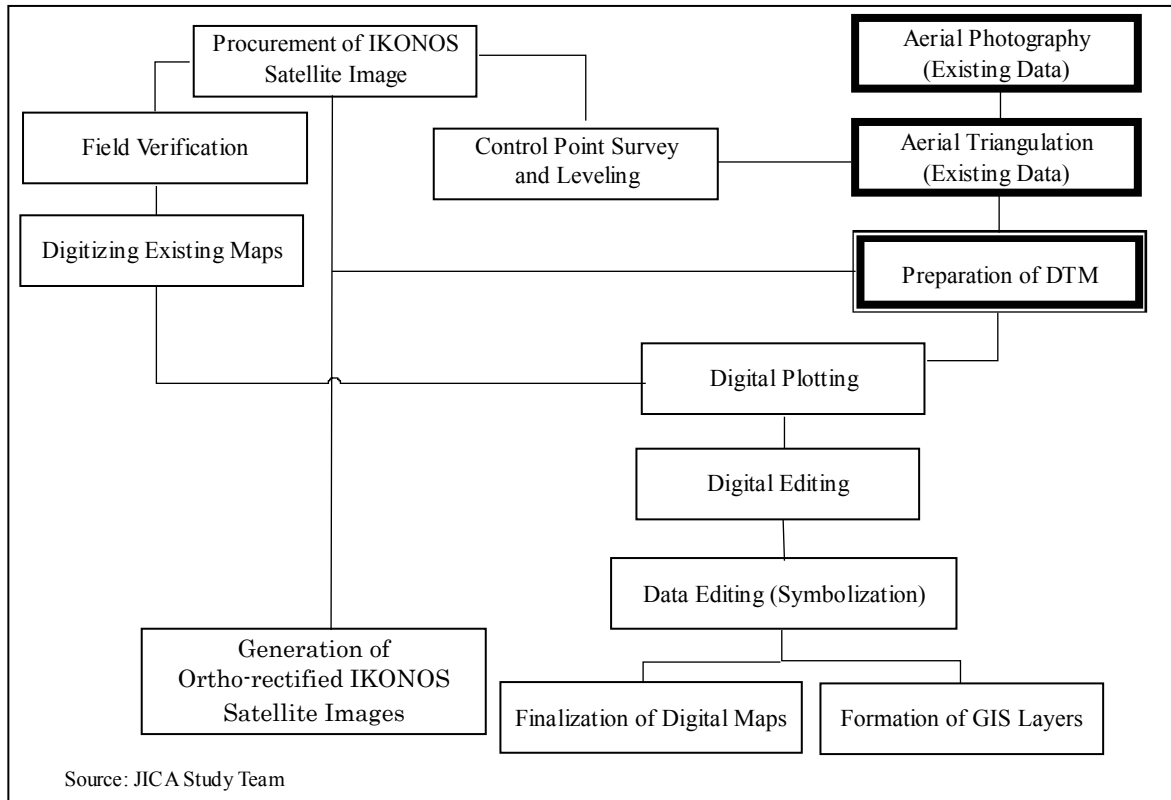 Procurement of IKONOS
Satellite Image
Aerial Photography
(Existing Data)
Field Verification
Control Point Survey
and Leveling
Aerial Triangulation
(Existing Data)
Digitizing Existing Maps
Preparation of DTM
Digital Plotting
Digital Editing
Data Editing (Symbolization)
Generation of
Ortho-rectified IKONOS
Satellite Images
Finalization of Digital Maps
Formation of GIS Layers
Source: JICA Study Team